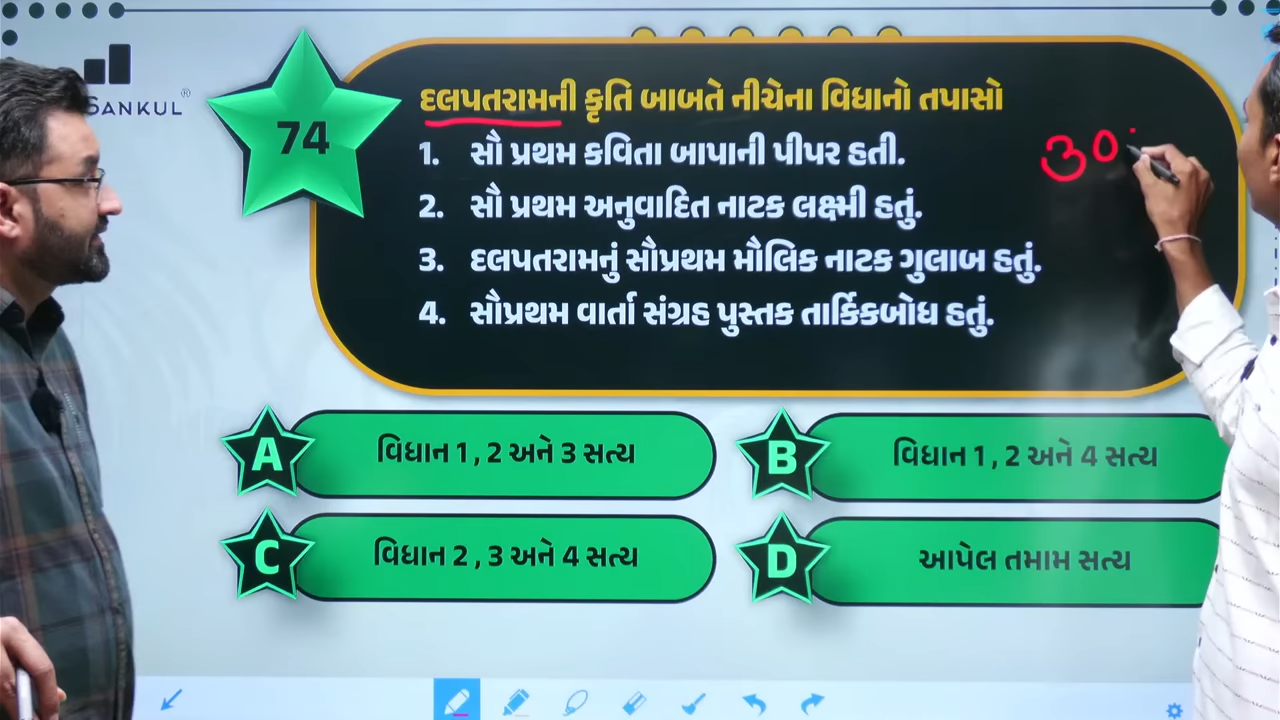 SANKUL®
74
દલપતરામની કૃતિ બાબતે નીચેના વિધાનો તપાસો
1. સૌ પ્રથમ કવિતા બાપાની પીપર હતી.
2. સૌ પ્રથમ અનુવાદિત નાટક લક્ષ્મી હતું.
3. દલપતરામનું સૌપ્રથમ મૌલિક નાટક ગુલાબ હતું.
4. સૌપ્રથમ વાર્તા સંગ્રહ પુસ્તક તાર્કિકબોધ હતું.
30
A વિધાન 1 , 2 અને 3 સત્ય
B વિધાન 1 , 2 અને 4 સત્ય
C વિધાન 2 , 3 અને 4 સત્ય
D આપેલ તમામ સત્ય